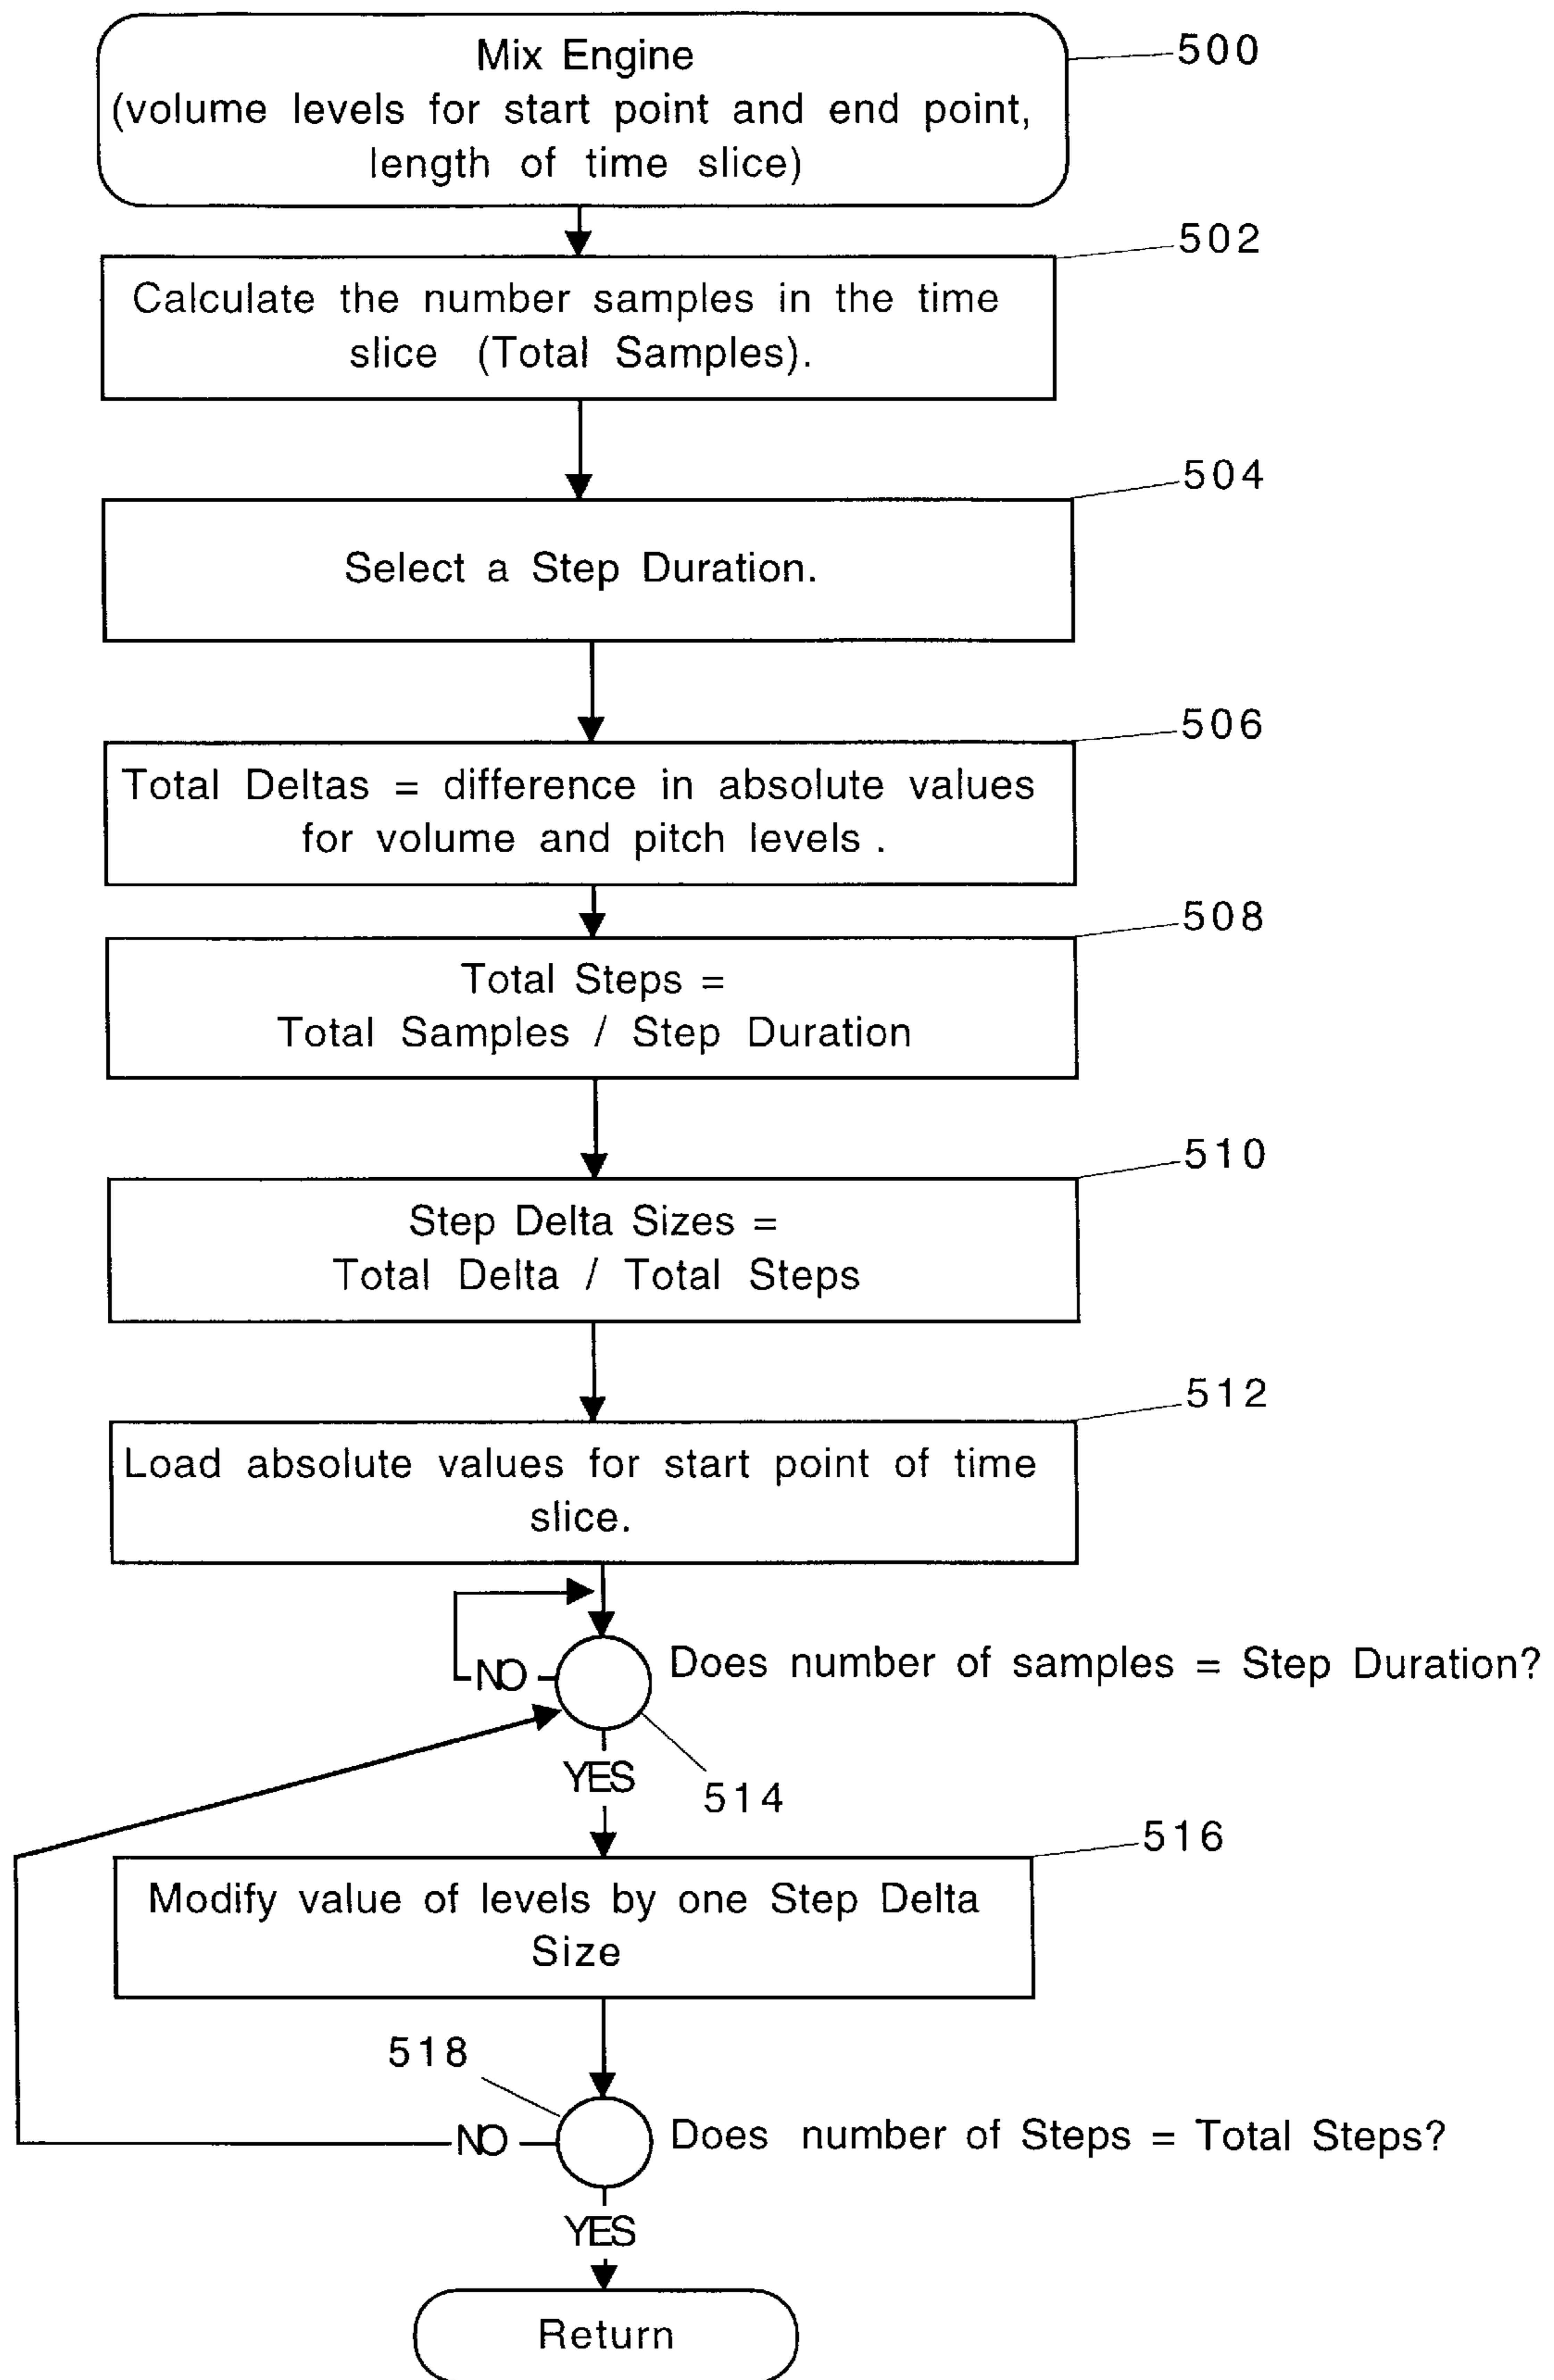 Mix Engine
500
(volume levels for start point and end point,
length of time slice)
502
Calculate the number samples in the time
slice (Total Samples).
504
Select a Step Duration.
506
Total Deltas = difference in absolute values
for volume and pitch levels .
508
Total Steps =
Total Samples / Step Duration
510
Step Delta Sizes =
Total Delta / Total Steps
512
Load absolute values for start point of time
slice.
NO
Does number of samples = Step Duration?
YES
514
516
Modify value of levels by one Step Delta
Size
518
NO
Does number of Steps = Total Steps?
YES
Return